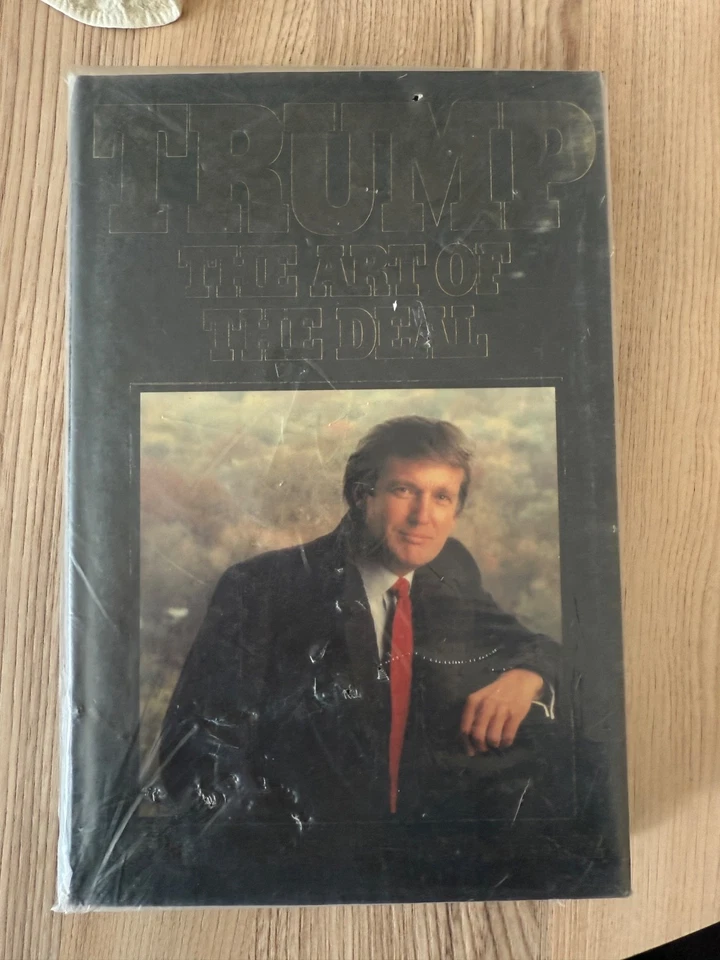 TRUMP
THE ART OF
THE DEAL